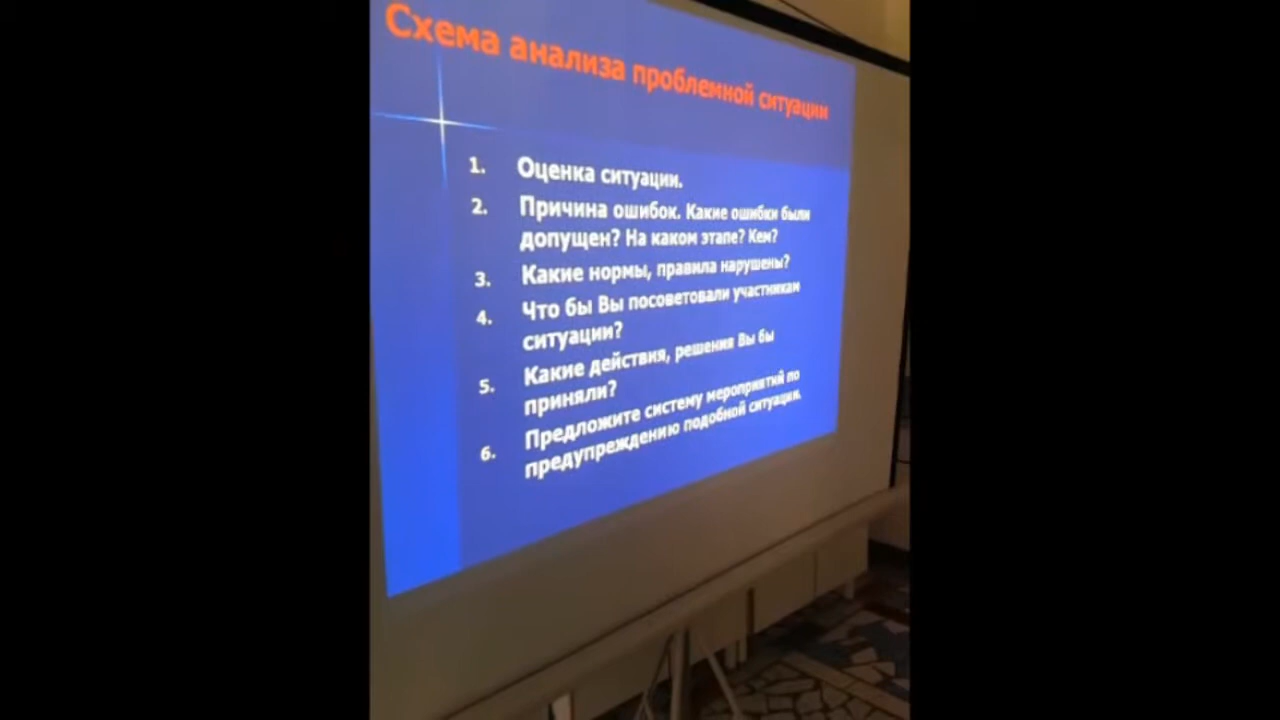 Схема анализа проблемной ситуации
1. Оценка ситуации.
2. Причина ошибок. Какие ошибки были
допущен? На каком этапе? Кем?
3. Какие нормы, правила нарушены?
4. Что бы Вы посоветовали участникам
ситуации?
5. Какие действия, решения Вы бы
приняли?
6. Предложите систему мероприятий по
предупреждению подобной ситуации.